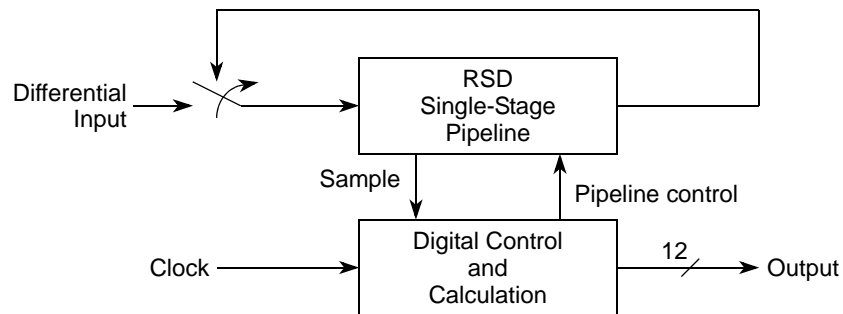 RSD
Single-Stage
Pipeline
Differential
Input
Sample
Pipeline control
Digital Control
and
Calculation
Clock
12
Output